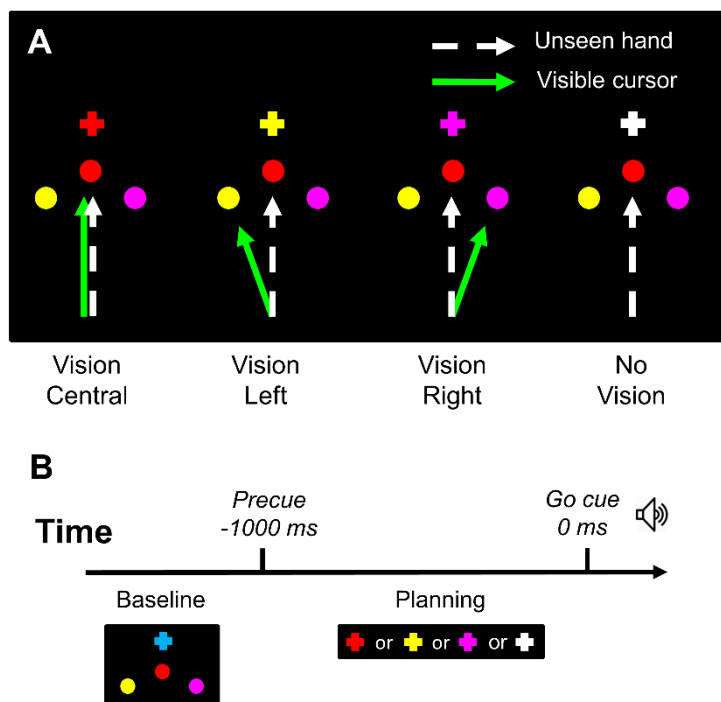 A
Unseen hand
Visible cursor
Vision
Central
Vision
Left
Vision
Right
No
Vision
B
Time
Precue
-1000 ms
Go cue
0 ms
Baseline
Planning
or or or